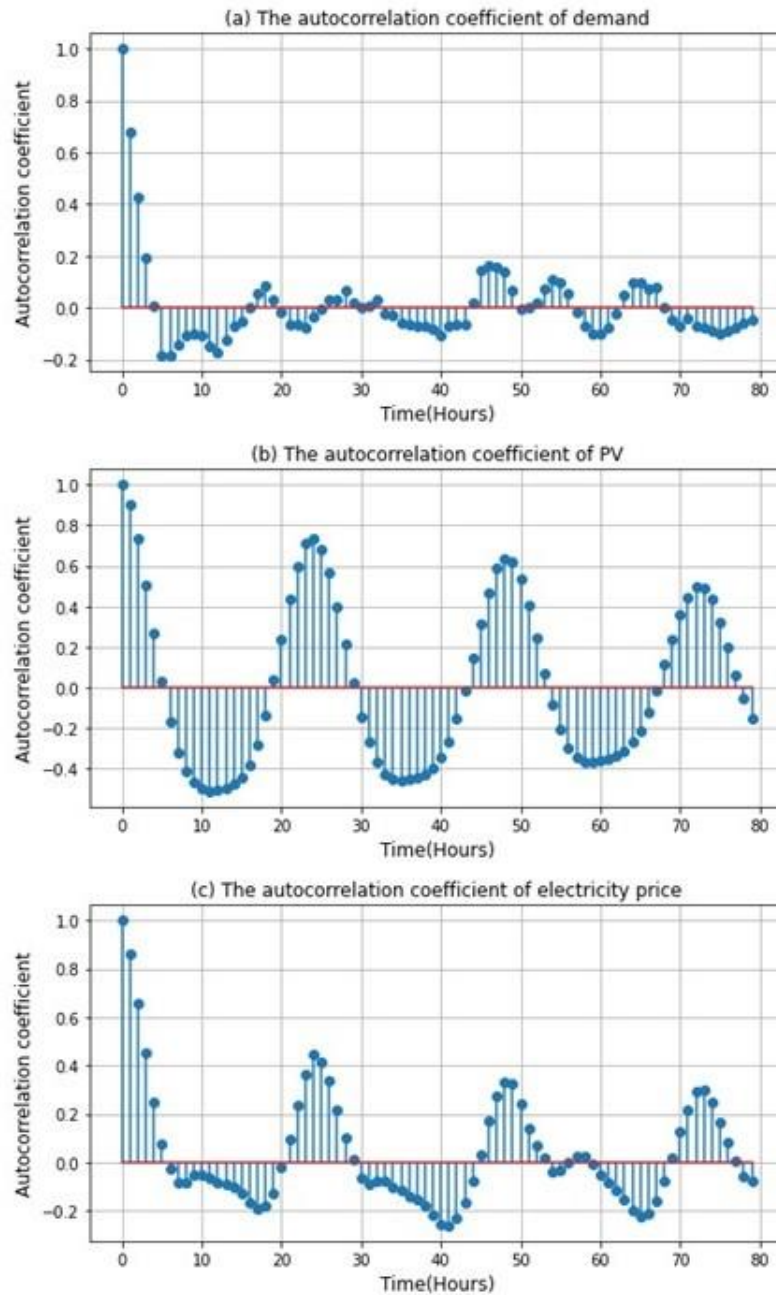 (a) The autocorrelation coefficient of demand
1.0
0.8
0.6
0.4
0.2
0.0
−0.2
Autocorrelation coefficient
0 10 20 30 40 50 60 70 80
Time(Hours)
(b) The autocorrelation coefficient of PV
1.0
0.8
0.6
0.4
0.2
0.0
−0.2
−0.4
Autocorrelation coefficient
0 10 20 30 40 50 60 70 80
Time(Hours)
(c) The autocorrelation coefficient of electricity price
1.0
0.8
0.6
0.4
0.2
0.0
−0.2
Autocorrelation coefficient
0 10 20 30 40 50 60 70 80
Time(Hours)